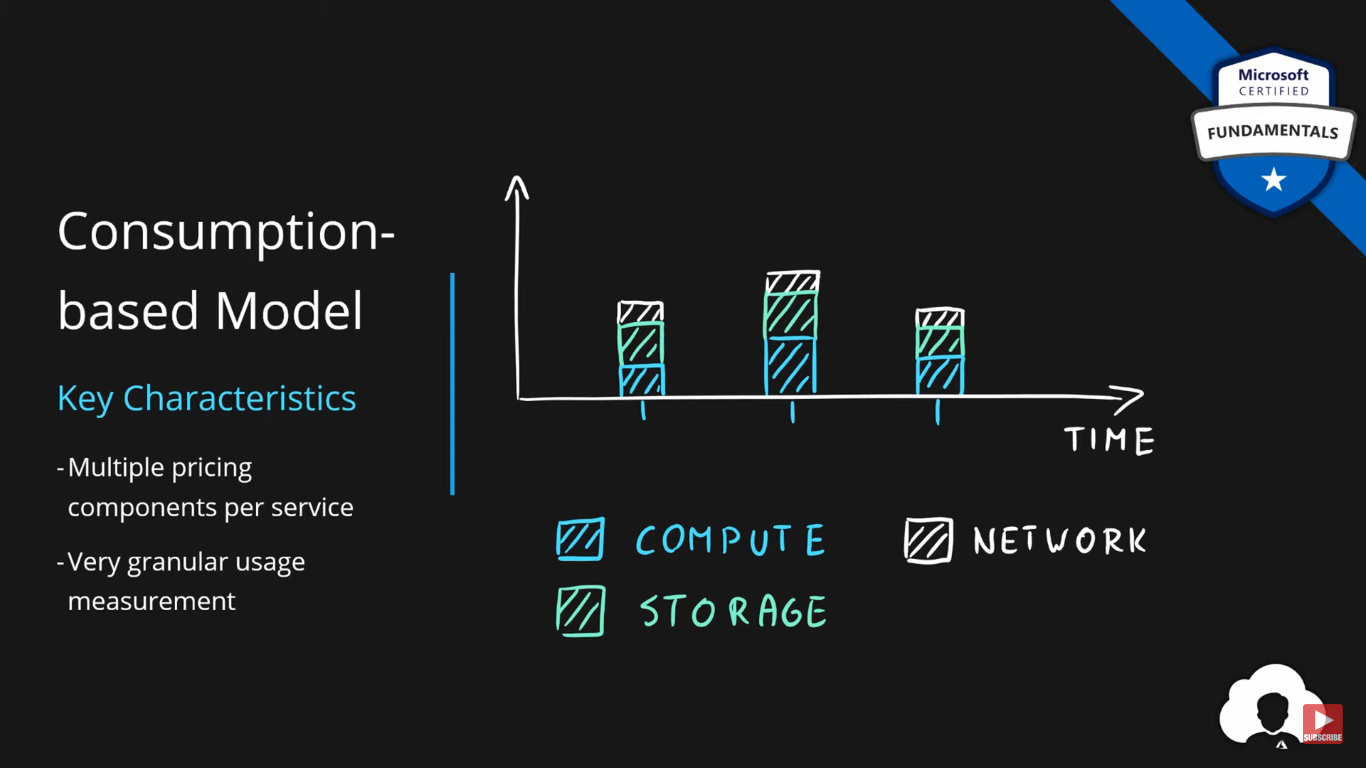 Microsoft
CERTIFIED
FUNDAMENTALS
Consumption-
based Model
Key Characteristics
-Multiple pricing
components per service
-Very granular usage
measurement
TIME
COMPUTE
NETWORK
STORAGE
SUBSCRIBE